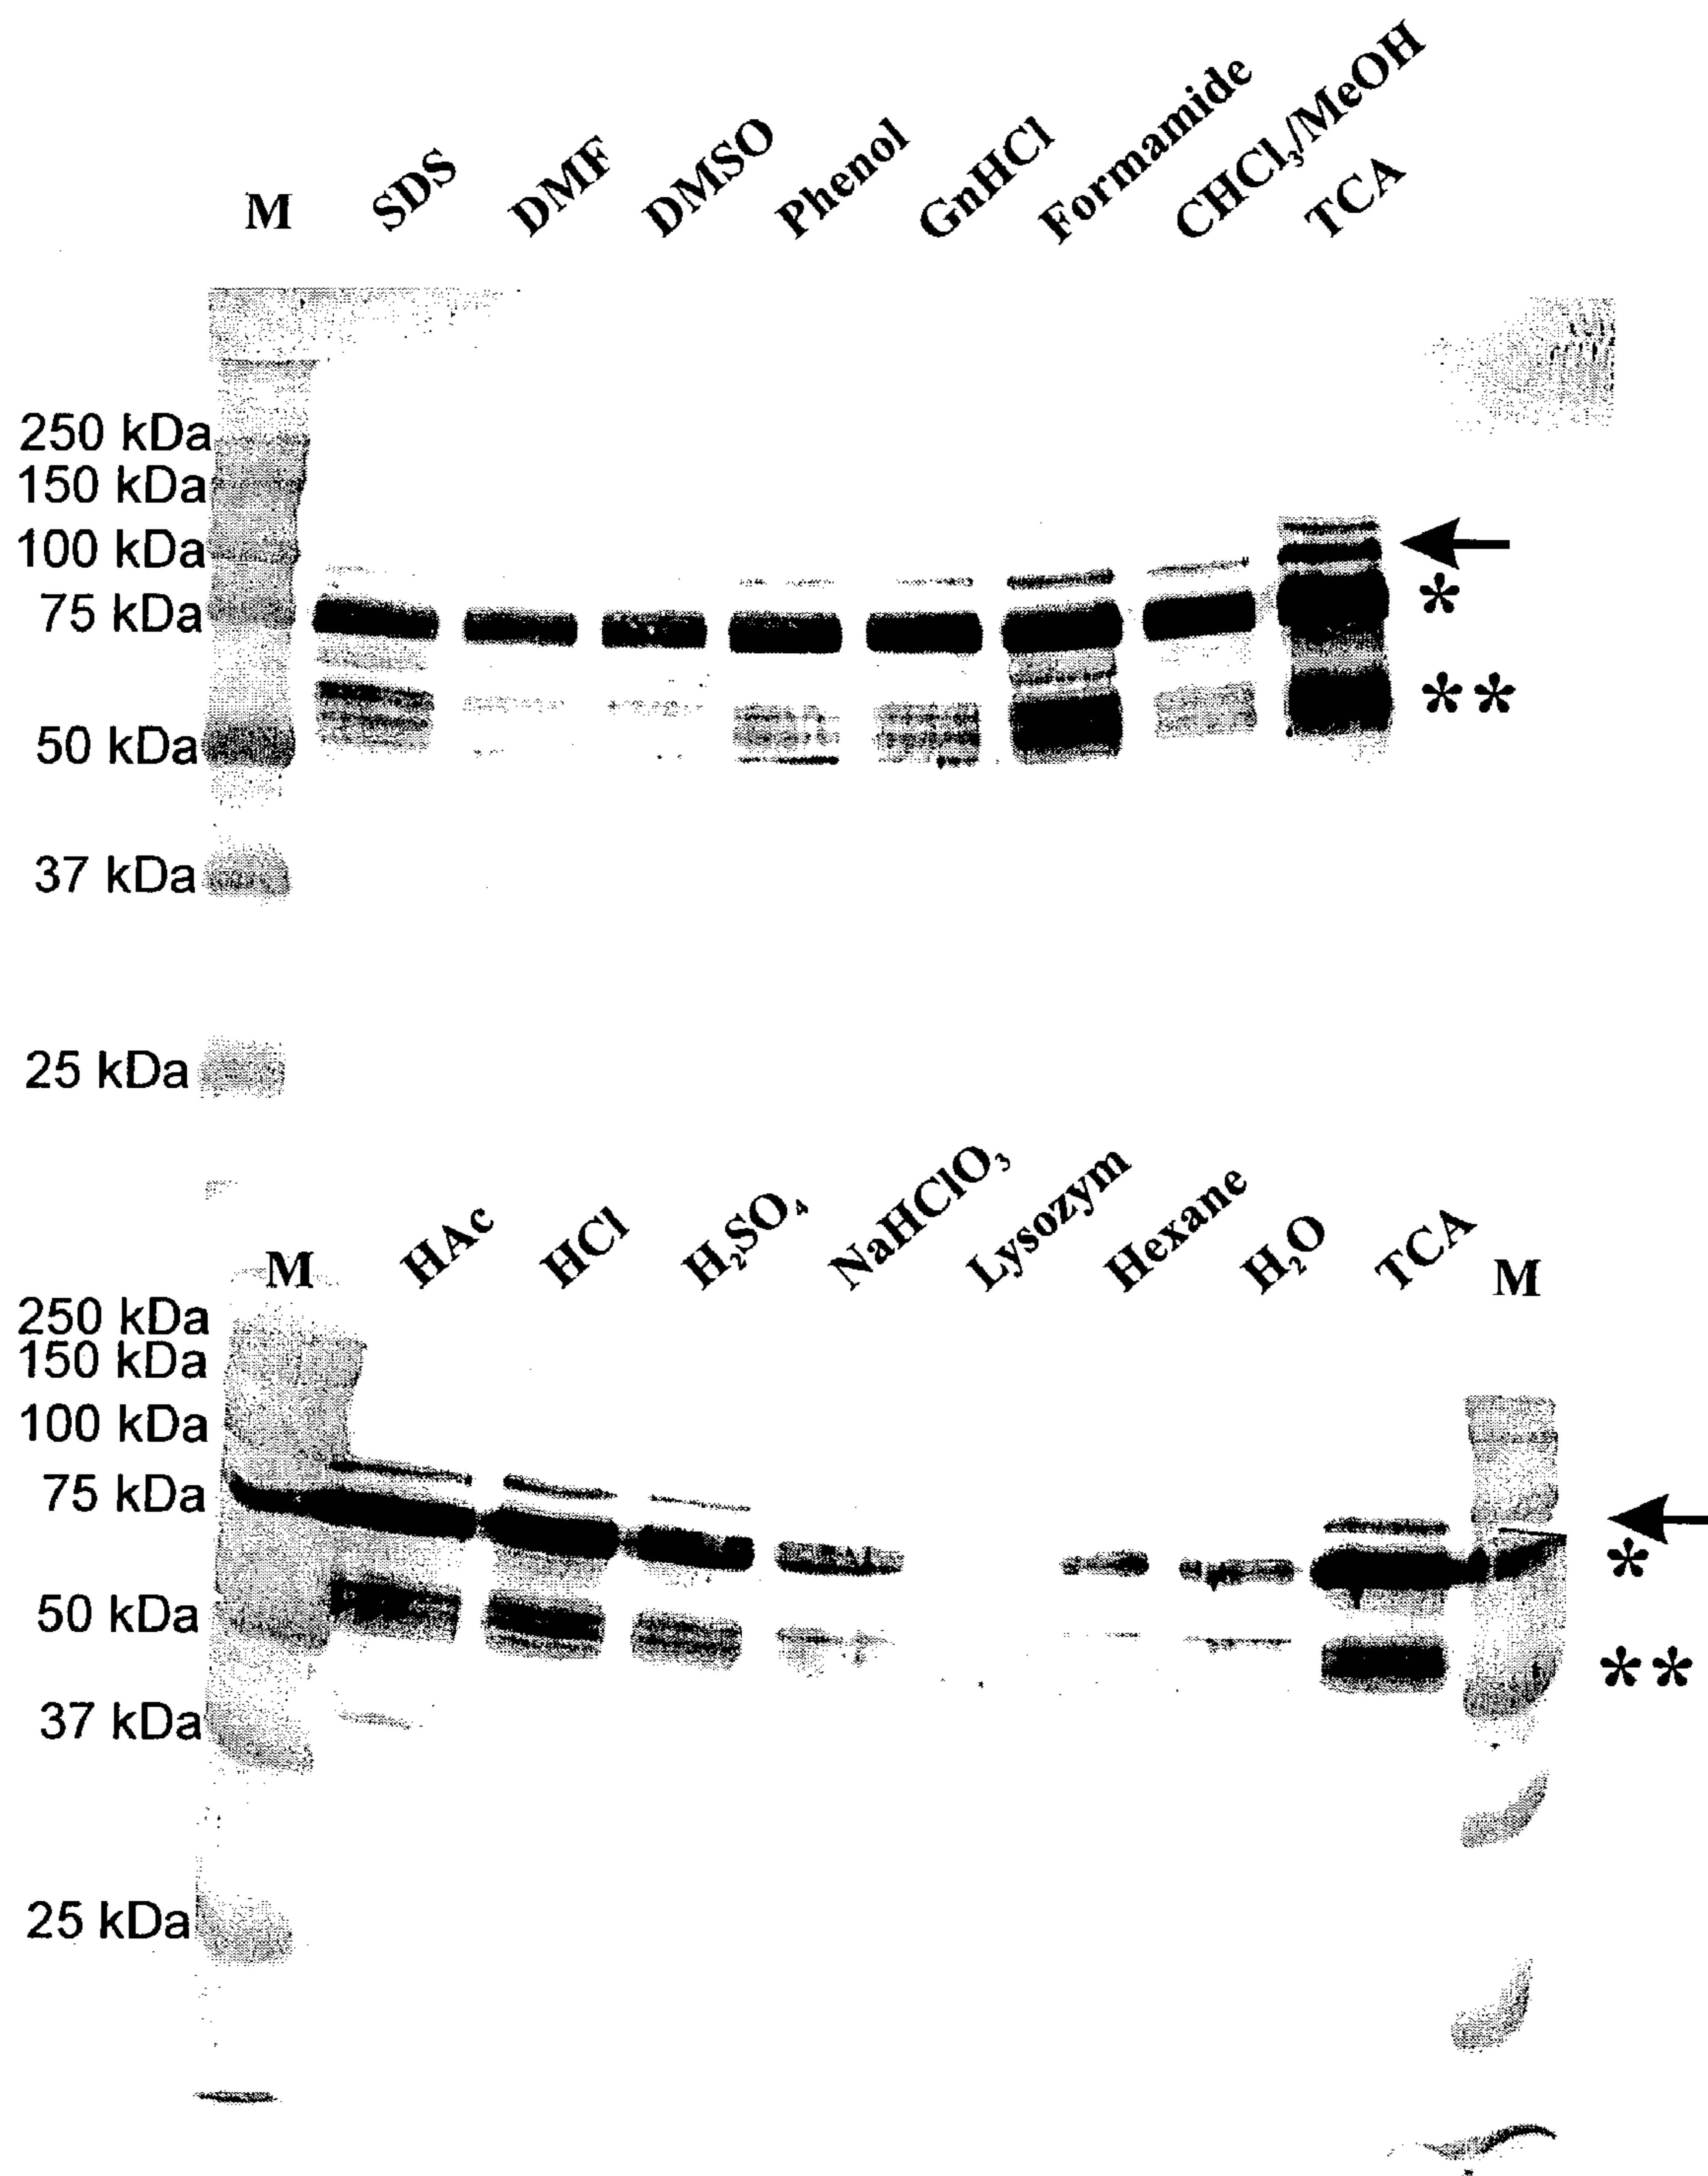 M SDS DMF DMSO Phenol GnHCl Formamide CHCl₃/MeOH TCA
250 kDa
150 kDa
100 kDa
75 kDa *
**
50 kDa
37 kDa
25 kDa
M HAc HCl H₂SO₄ NaHClO₃ Lysozym Hexane H₂O TCA M
250 kDa
150 kDa
100 kDa
75 kDa
*
50 kDa
**
37 kDa
25 kDa